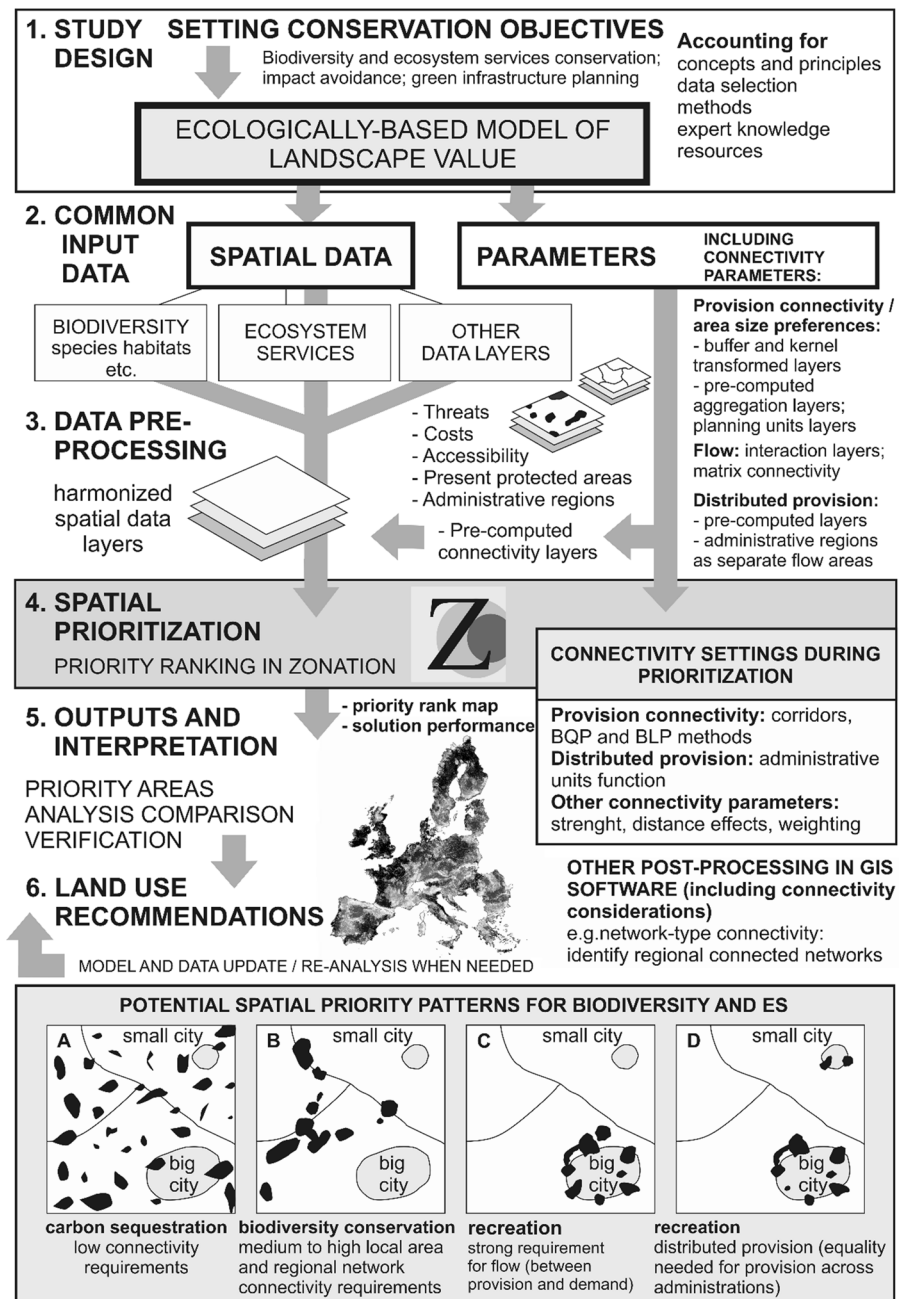 1. STUDY DESIGN
SETTING CONSERVATION OBJECTIVES
Biodiversity and ecosystem services conservation;
impact avoidance; green infrastructure planning
Accounting for
concepts and principles
data selection
methods
expert knowledge
resources
ECOLOGICALLY-BASED MODEL OF
LANDSCAPE VALUE
2. COMMON
INPUT
DATA
SPATIAL DATA
PARAMETERS
INCLUDING
CONNECTIVITY
PARAMETERS:
BIODIVERSITY
species habitats
etc.
ECOSYSTEM
SERVICES
OTHER
DATA LAYERS
Provision connectivity /
area size preferences:
- buffer and kernel
transformed layers
- pre-computed
aggregation layers;
planning units layers
Flow: interaction layers;
matrix connectivity
Distributed provision:
- pre-computed layers
- administrative regions
as separate flow areas
3. DATA PRE-
PROCESSING
harmonized
spatial data
layers
- Threats
- Costs
- Accessibility
- Present protected areas
- Administrative regions
- Pre-computed
connectivity layers
4. SPATIAL
PRIORITIZATION
PRIORITY RANKING IN ZONATION
Z
CONNECTIVITY SETTINGS DURING
PRIORITIZATION
Provision connectivity: corridors,
BQP and BLP methods
Distributed provision: administrative
units function
Other connectivity parameters:
strenght, distance effects, weighting
5. OUTPUTS AND
INTERPRETATION
- priority rank map
- solution performance
PRIORITY AREAS
ANALYSIS COMPARISON
VERIFICATION
6. LAND USE
RECOMMENDATIONS
MODEL AND DATA UPDATE / RE-ANALYSIS WHEN NEEDED
OTHER POST-PROCESSING IN GIS
SOFTWARE (including connectivity
considerations)
e.g.network-type connectivity:
identify regional connected networks
POTENTIAL SPATIAL PRIORITY PATTERNS FOR BIODIVERSITY AND ES
A
small city
big
city
carbon sequestration
low connectivity
requirements
B
small city
big
city
biodiversity conservation
medium to high local area
and regional network
connectivity requirements
C
small city
big
city
recreation
strong requirement
for flow (between
provision and demand)
D
small city
big
city
recreation
distributed provision (equality
needed for provision across
administrations)